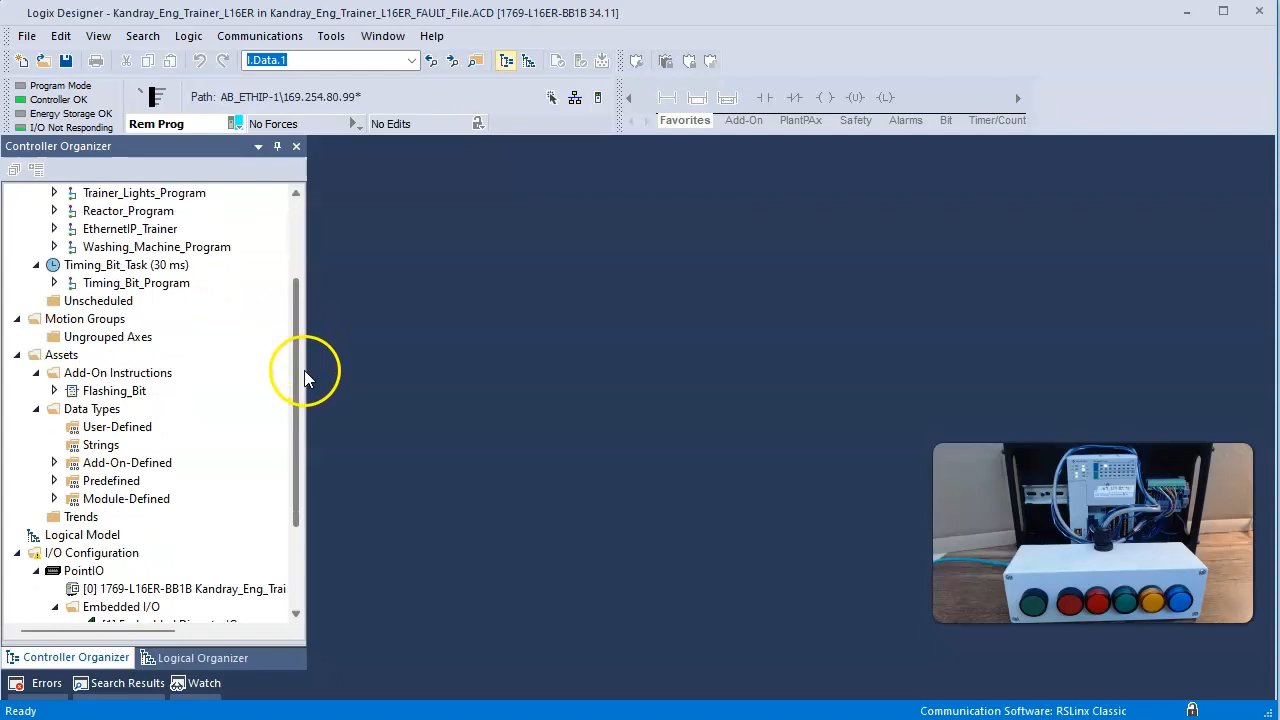 Logix Designer - Kandray_Eng_Trainer_L16ER in Kandray_Eng_Trainer_L16ER_FAULT_File.ACD [1769-L16ER-BB1B 34.11]
File Edit View Search Logic Communications Tools Window Help
I.Data.1
Program Mode
Controller OK
Energy Storage OK
I/O Not Responding
Path: AB_ETHIP-1\169.254.80.99*
Rem Prog No Forces No Edits
Favorites Add-On PlantPAx Safety Alarms Bit Timer/Count
Controller Organizer
Trainer_Lights_Program
Reactor_Program
EthernetIP_Trainer
Washing_Machine_Program
Timing_Bit_Task (30 ms)
Timing_Bit_Program
Unscheduled
Motion Groups
Ungrouped Axes
Assets
Add-On Instructions
Flashing_Bit
Data Types
User-Defined
Strings
Add-On-Defined
Predefined
Module-Defined
Trends
Logical Model
I/O Configuration
PointIO
[0] 1769-L16ER-BB1B Kandray_Eng_Trai
Embedded I/O
Controller Organizer Logical Organizer
Errors Search Results Watch
Ready Communication Software: RSLinx Classic